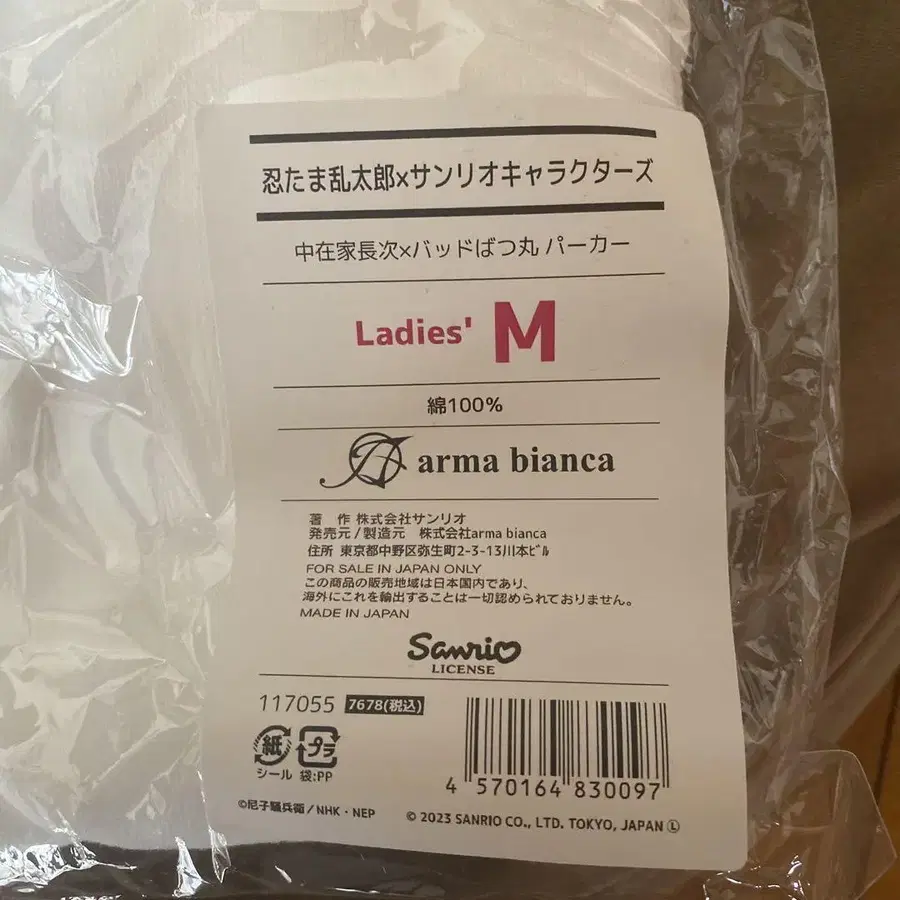 忍たま乱太郎×サンリオキャラクターズ
中在家長次×バッドばつ丸 パーカー
Ladies' M
綿100%
arma bianca
著　作 株式会社サンリオ
発売元/製造元　株式会社arma bianca
住所 東京都中野区弥生町2-3-13川本ﾋﾞﾙ
FOR SALE IN JAPAN ONLY
この商品の販売地域は日本国内であり、
海外にこれを輸出することは一切認められておりません。
MADE IN JAPAN
Sanrio
LICENSE
117055 7678(税込)
紙 プラ
シール 袋:PP
4 570164 830097
©尼子騒兵衛/NHK・NEP
© 2023 SANRIO CO., LTD. TOKYO, JAPAN Ⓛ